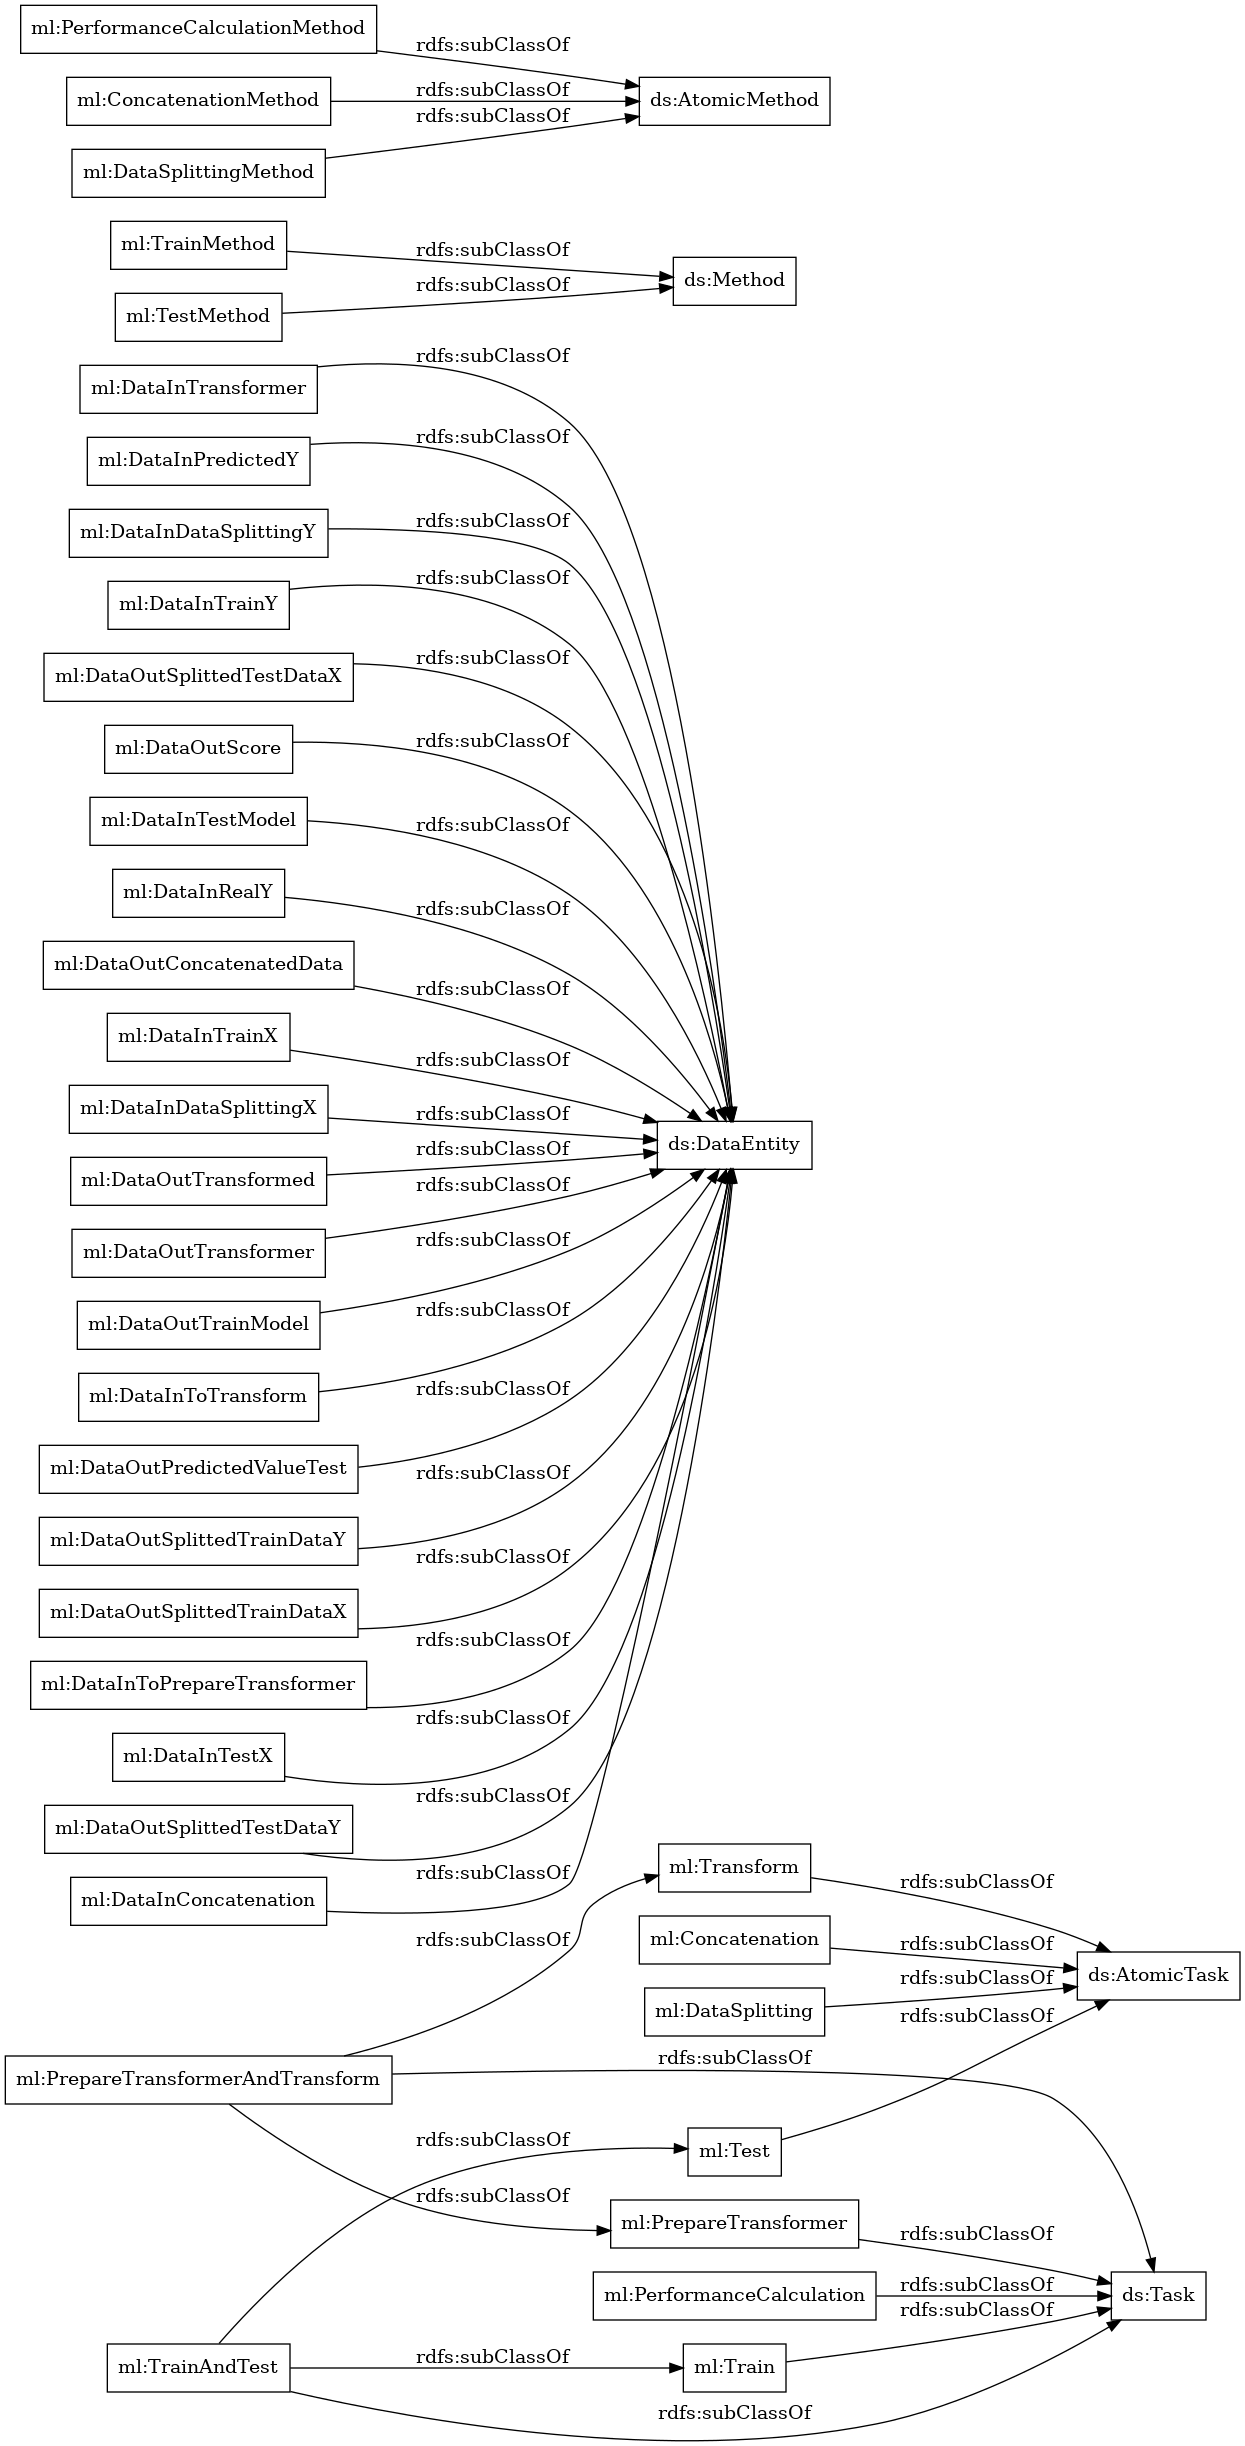 ml:PerformanceCalculationMethod
rdfs:subClassOf
ml:ConcatenationMethod
rdfs:subClassOf
ds:AtomicMethod
rdfs:subClassOf
ml:DataSplittingMethod
ml:TrainMethod
rdfs:subClassOf
ds:Method
rdfs:subClassOf
ml:TestMethod
rdfs:subClassOf
ml:DataInTransformer
rdfs:subClassOf
ml:DataInPredictedY
rdfs:subClassOf
ml:DataInDataSplittingY
rdfs:subClassOf
ml:DataInTrainY
rdfs:subClassOf
ml:DataOutSplittedTestDataX
rdfs:subClassOf
ml:DataOutScore
rdfs:subClassOf
ml:DataInTestModel
rdfs:subClassOf
ml:DataInRealY
ml:DataOutConcatenatedData
rdfs:subClassOf
ml:DataInTrainX
rdfs:subClassOf
ml:DataInDataSplittingX
rdfs:subClassOf
ds:DataEntity
rdfs:subClassOf
ml:DataOutTransformed
rdfs:subClassOf
ml:DataOutTransformer
rdfs:subClassOf
ml:DataOutTrainModel
rdfs:subClassOf
ml:DataInToTransform
rdfs:subClassOf
ml:DataOutPredictedValueTest
rdfs:subClassOf
ml:DataOutSplittedTrainDataY
rdfs:subClassOf
ml:DataOutSplittedTrainDataX
rdfs:subClassOf
ml:DataInToPrepareTransformer
rdfs:subClassOf
ml:DataInTestX
rdfs:subClassOf
ml:DataOutSplittedTestDataY
rdfs:subClassOf
ml:DataInConcatenation
ml:Transform
rdfs:subClassOf
rdfs:subClassOf
ml:Concatenation
rdfs:subClassOf
ds:AtomicTask
rdfs:subClassOf
ml:DataSplitting
rdfs:subClassOf
rdfs:subClassOf
ml:PrepareTransformerAndTransform
rdfs:subClassOf
ml:Test
rdfs:subClassOf
ml:PrepareTransformer
rdfs:subClassOf
ml:PerformanceCalculation
rdfs:subClassOf
ds:Task
rdfs:subClassOf
ml:TrainAndTest
rdfs:subClassOf
ml:Train
rdfs:subClassOf